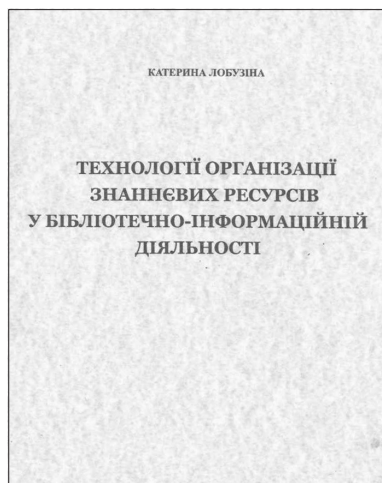 КАТЕРИНА ЛОБУЗІНА
ТЕХНОЛОГІЇ ОРГАНІЗАЦІЇ
ЗНАННЄВИХ РЕСУРСІВ
У БІБЛІОТЕЧНО-ІНФОРМАЦІЙНІЙ
ДІЯЛЬНОСТІ